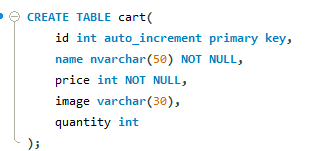 CREATE TABLE cart(
id int auto_increment primary key,
name nvarchar(50) NOT NULL,
price int NOT NULL,
image varchar(30),
quantity int
);